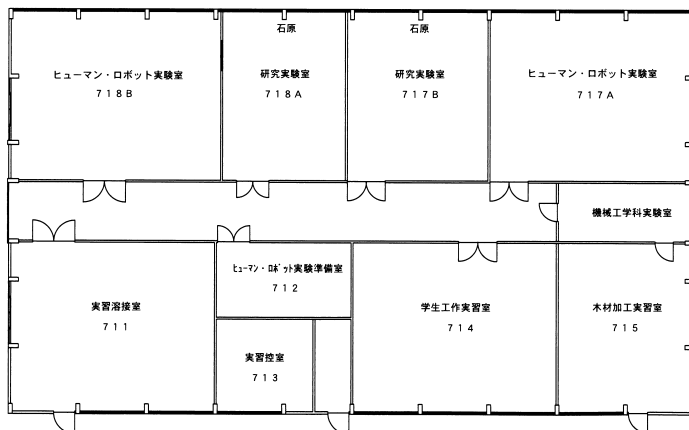 石原
石原
ヒューマン・ロボット実験室
718B
研究実験室
718A
研究実験室
717B
ヒューマン・ロボット実験室
717A
機械工学科実験室
ヒューマン・ロボット実験準備室
712
実習溶接室
711
学生工作実習室
714
木材加工実習室
715
実習控室
713